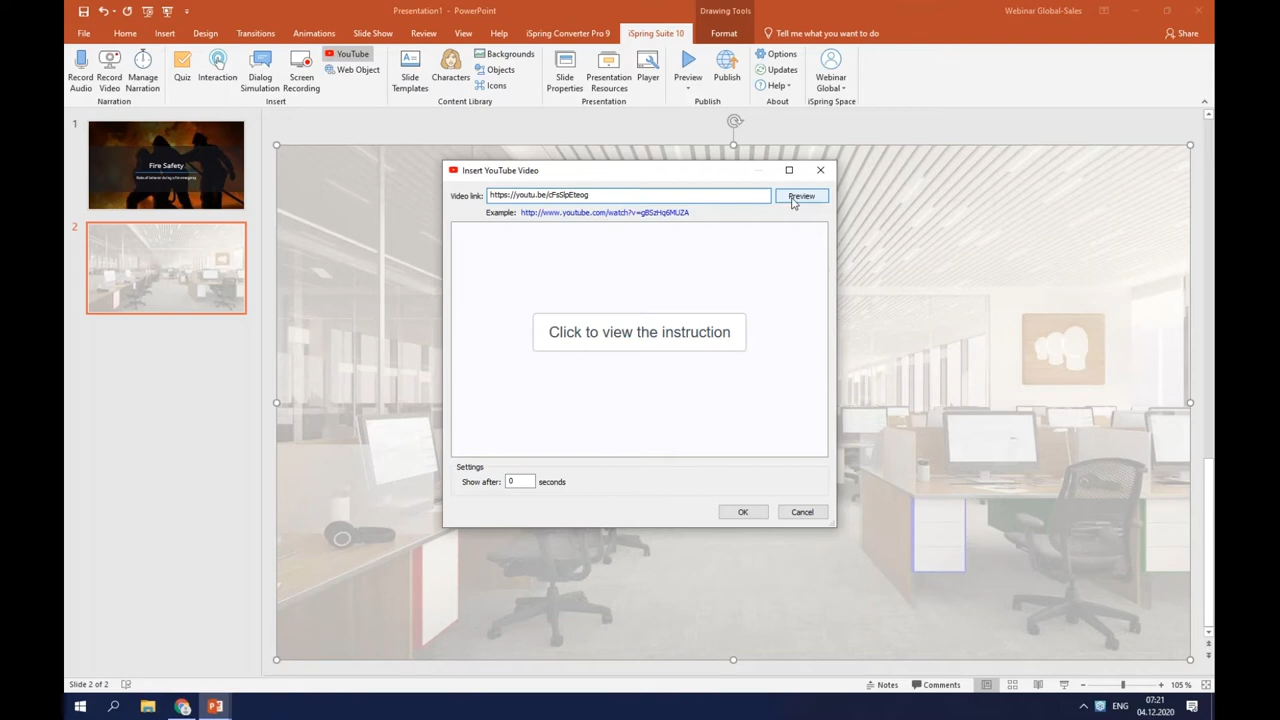 Presentation1 - PowerPoint
Drawing Tools
Webinar Global-Sales
File Home Insert Design Transitions Animations Slide Show Review View Help iSpring Converter Pro 9 iSpring Suite 10 Format Tell me what you want to do Share
Record Audio
Record Video
Manage Narration
Narration
Quiz
Interaction
Dialog Simulation
Screen Recording
YouTube
Web Object
Insert
Slide Templates
Characters
Backgrounds
Objects
Icons
Content Library
Slide Properties
Presentation Resources
Player
Presentation
Preview
Publish
Publish
Options
Updates
Help
About
Webinar Global
iSpring Space
1
Fire Safety
2
Insert YouTube Video
Video link: https://youtu.be/cFsSlpEteog Preview
Example: http://www.youtube.com/watch?v=gBSzHq6MUZA
Click to view the instruction
Settings
Show after: 0 seconds
OK Cancel
Slide 2 of 2
Notes Comments 105 %
ENG
07:21
04.12.2020